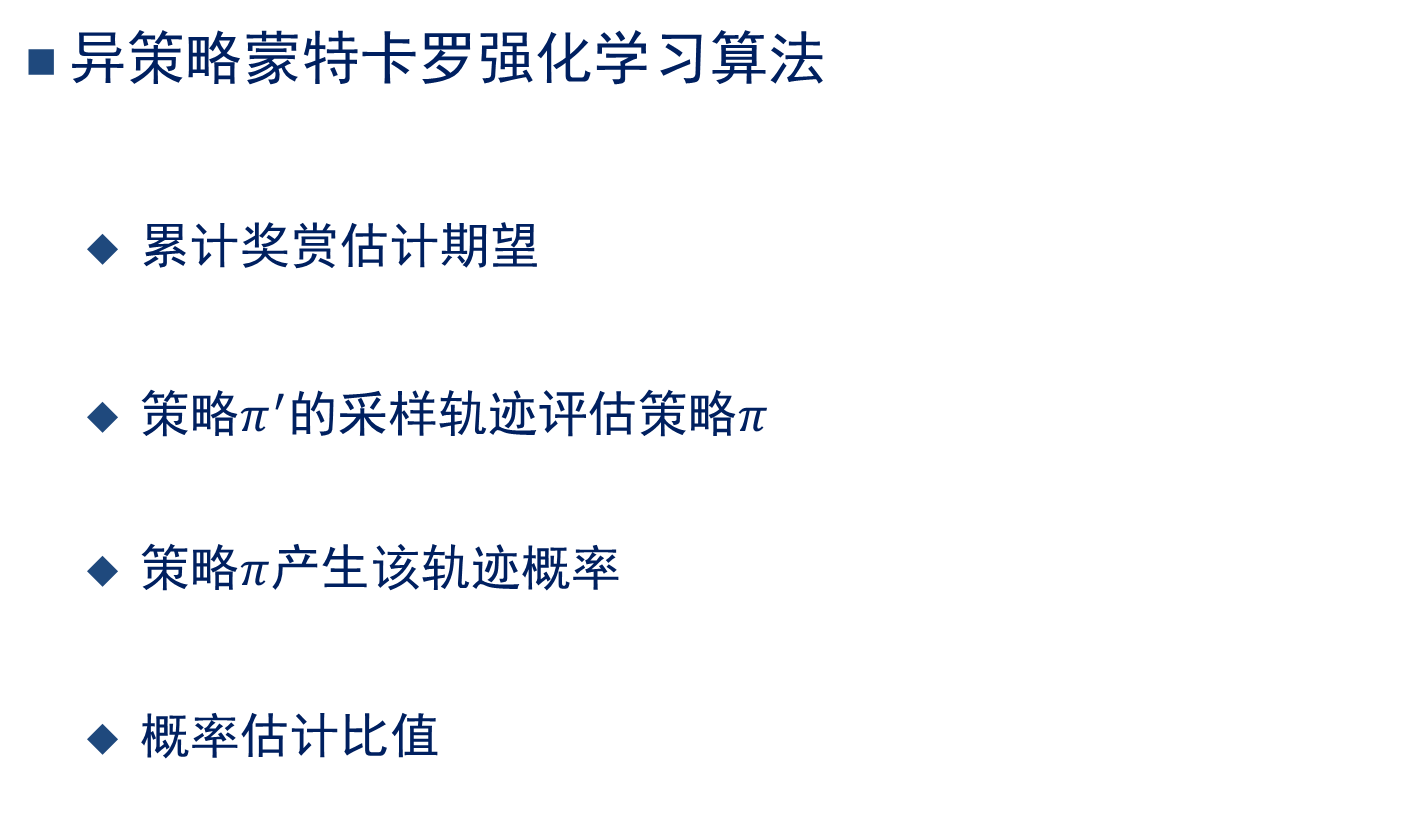 ■ 异策略蒙特卡罗强化学习算法
◆ 累计奖赏估计期望
◆ 策略π′的采样轨迹评估策略π
◆ 策略π产生该轨迹概率
◆ 概率估计比值